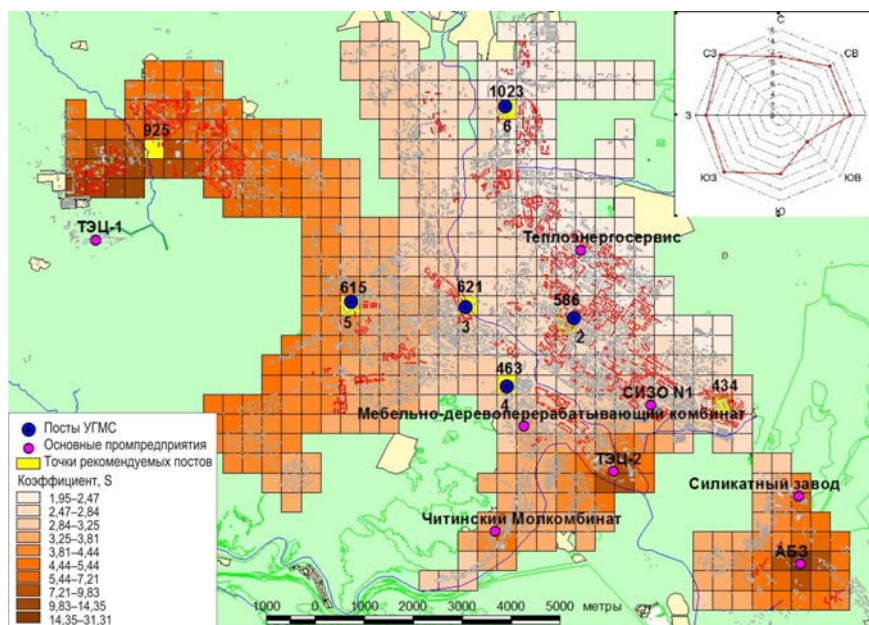 С
СВ
В
ЮВ
Ю
ЮЗ
З
СЗ
925
1023
6
ТЭЦ-1
Теплоэнергосервис
615
5
621
3
586
2
463
4
434
СИЗО N1
Мебельно-деревоперерабатывающий комбинат
ТЭЦ-2
Силикатный завод
Читинский Молкомбинат
АБЗ
Посты УГМС
Основные промпредприятия
Точки рекомендуемых постов
Коэффициент, S
1,95–2,47
2,47–2,84
2,84–3,25
3,25–3,81
3,81–4,44
4,44–5,44
5,44–7,21
7,21–9,83
9,83–14,35
14,35–31,31
1000 0 1000 2000 3000 4000 5000 метры